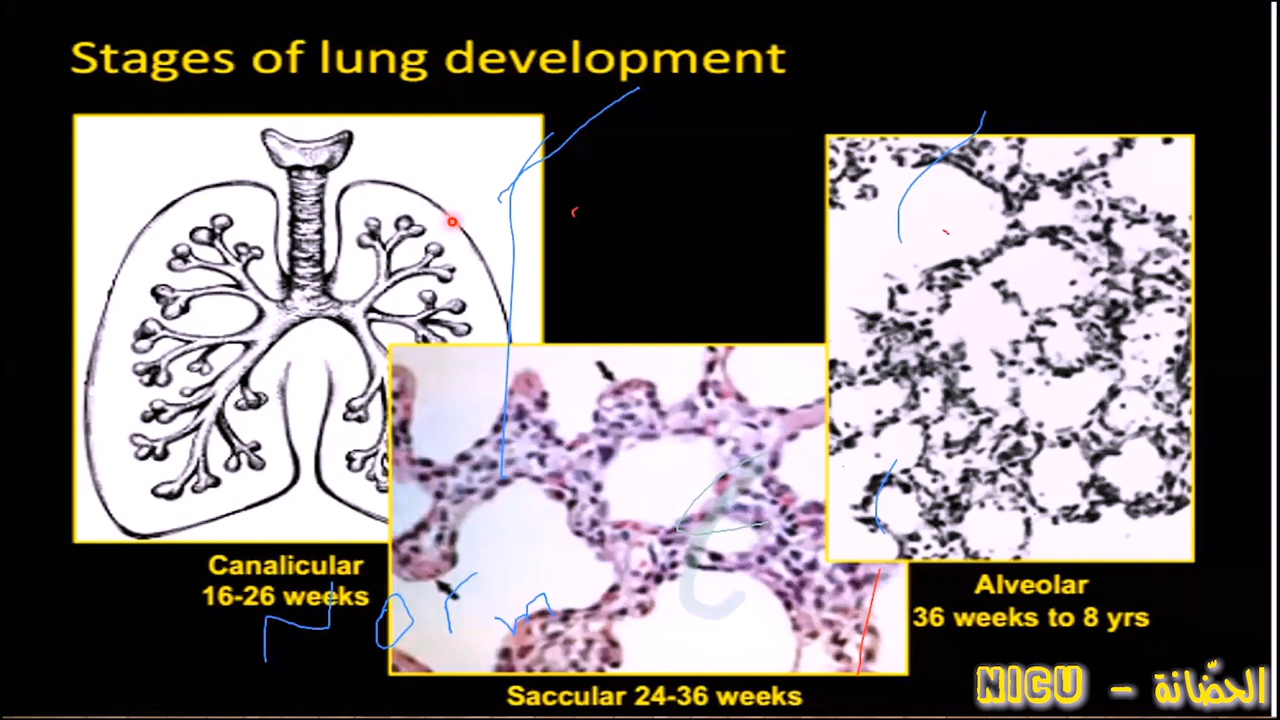 Stages of lung development
Canalicular
16-26 weeks
Norm
Saccular 24-36 weeks
Alveolar
36 weeks to 8 yrs
NICU - الحضّانة